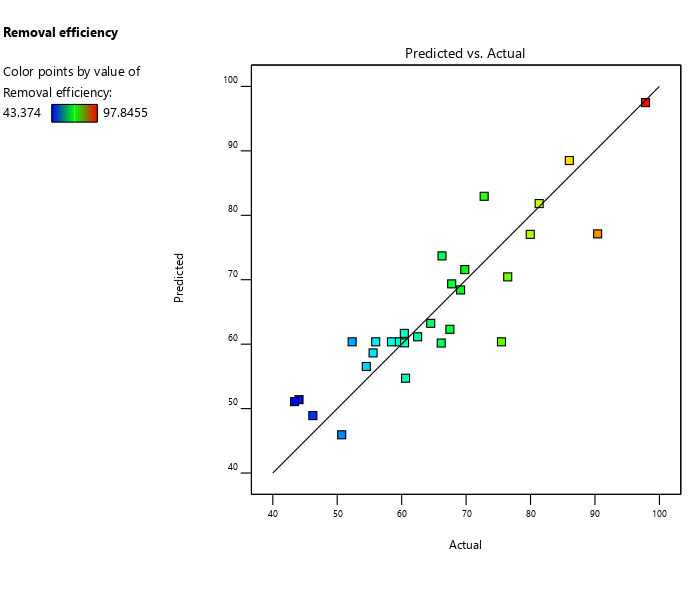 Removal efficiency
Color points by value of
Removal efficiency:
43.374 97.8455
Predicted vs. Actual
100
90
80
70
60
50
40
Predicted
40 50 60 70 80 90 100
Actual